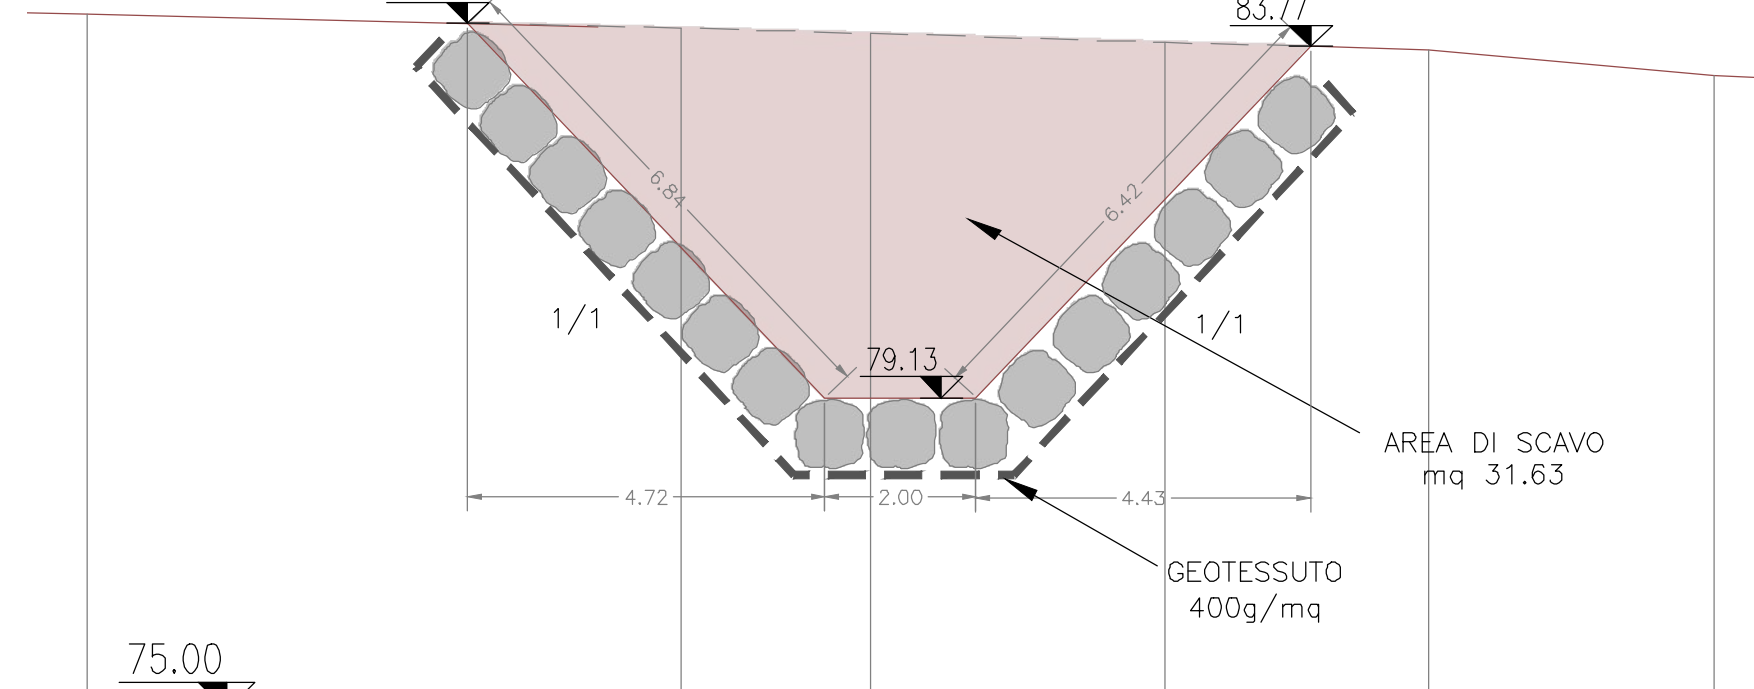 83.77
6.84
6.42
1/1
1/1
79.13
AREA DI SCAVO
mq 31.63
4.72
2.00
4.43
GEOTESSUTO
400g/mq
75.00